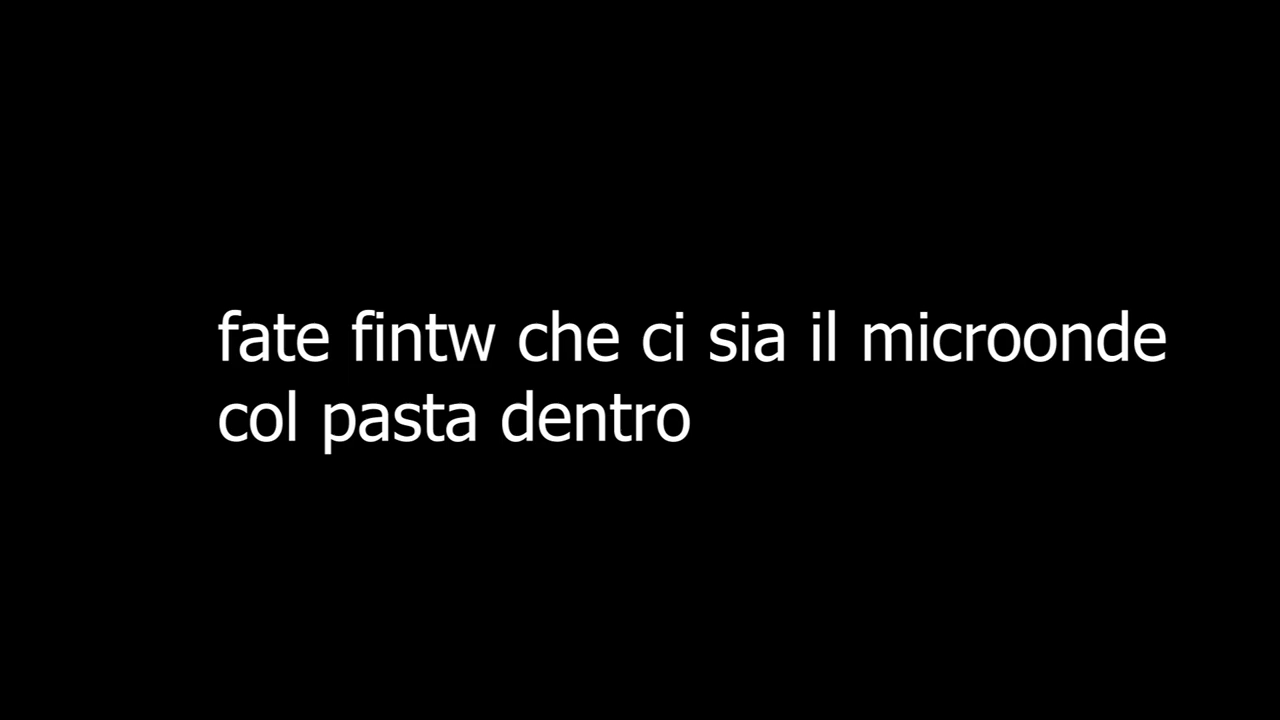 fate fintw che ci sia il microonde
col pasta dentro